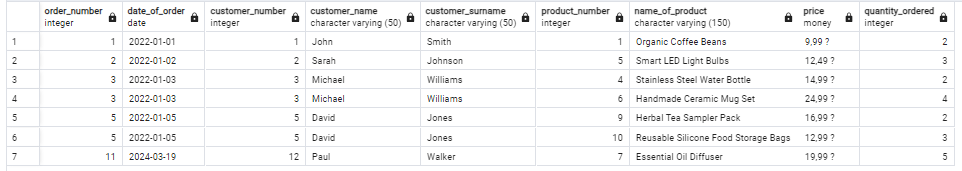 order_number date_of_order customer_number customer_name customer_surname product_number name_of_product price quantity_ordered
integer date integer character varying (50) character varying (50) integer character varying (150) money integer
1 1 2022-01-01 1 John Smith 1 Organic Coffee Beans 9,99 ? 2
2 2 2022-01-02 2 Sarah Johnson 5 Smart LED Light Bulbs 12,49 ? 3
3 3 2022-01-03 3 Michael Williams 4 Stainless Steel Water Bottle 14,99 ? 2
4 3 2022-01-03 3 Michael Williams 6 Handmade Ceramic Mug Set 24,99 ? 4
5 5 2022-01-05 5 David Jones 9 Herbal Tea Sampler Pack 16,99 ? 2
6 5 2022-01-05 5 David Jones 10 Reusable Silicone Food Storage Bags 12,99 ? 3
7 11 2024-03-19 12 Paul Walker 7 Essential Oil Diffuser 19,99 ? 5